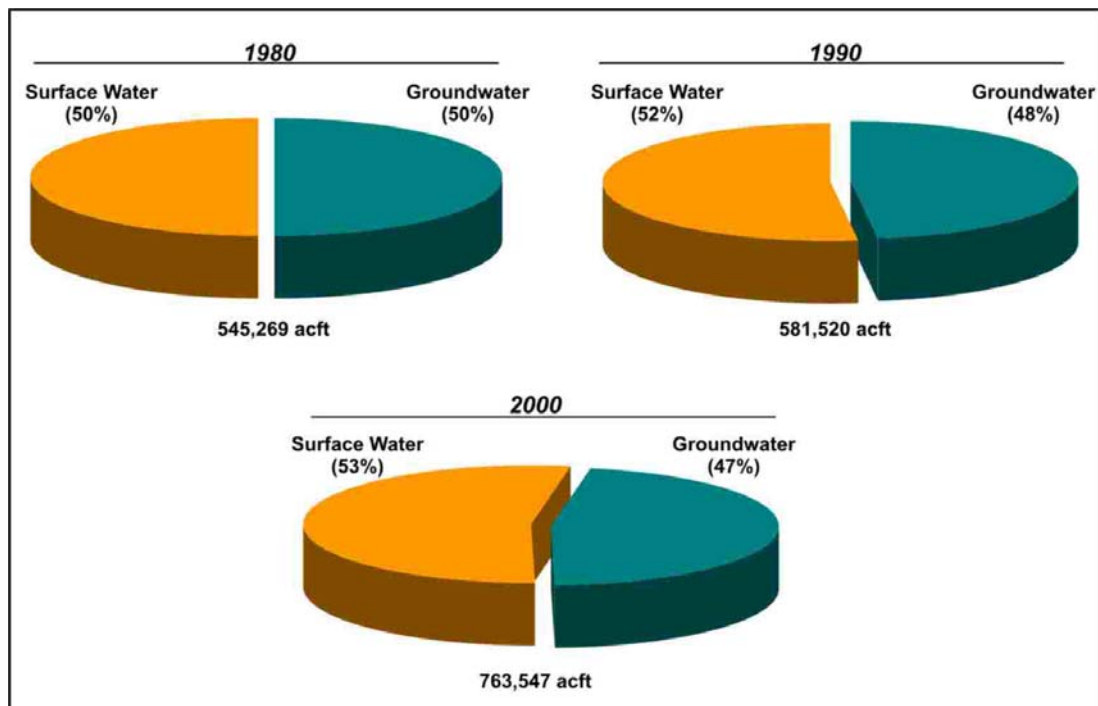 1980
Surface Water
(50%)
Groundwater
(50%)
545,269 acft
1990
Surface Water
(52%)
Groundwater
(48%)
581,520 acft
2000
Surface Water
(53%)
Groundwater
(47%)
763,547 acft